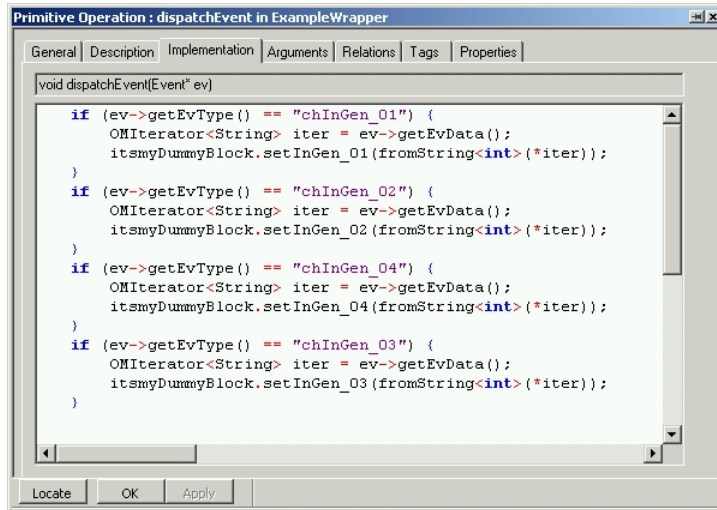 Primitive Operation : dispatchEvent in ExampleWrapper
General Description Implementation Arguments Relations Tags Properties
void dispatchEvent(Event* ev)
if (ev->getEvType() == "chInGen_01") {
OMIterator<String> iter = ev->getEvData();
itsmyDummyBlock.setInGen_01(fromString<int>(*iter));
}
if (ev->getEvType() == "chInGen_02") {
OMIterator<String> iter = ev->getEvData();
itsmyDummyBlock.setInGen_02(fromString<int>(*iter));
}
if (ev->getEvType() == "chInGen_04") {
OMIterator<String> iter = ev->getEvData();
itsmyDummyBlock.setInGen_04(fromString<int>(*iter));
}
if (ev->getEvType() == "chInGen_03") {
OMIterator<String> iter = ev->getEvData();
itsmyDummyBlock.setInGen_03(fromString<int>(*iter));
}
Locate OK Apply